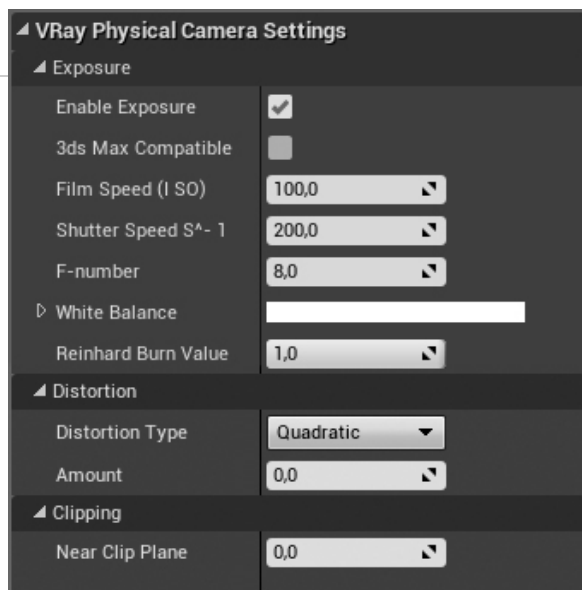 VRay Physical Camera Settings
Exposure
Enable Exposure
3ds Max Compatible
Film Speed (I SO) 100,0
Shutter Speed S^- 1 200,0
F-number 8,0
White Balance
Reinhard Burn Value 1,0
Distortion
Distortion Type Quadratic
Amount 0,0
Clipping
Near Clip Plane 0,0